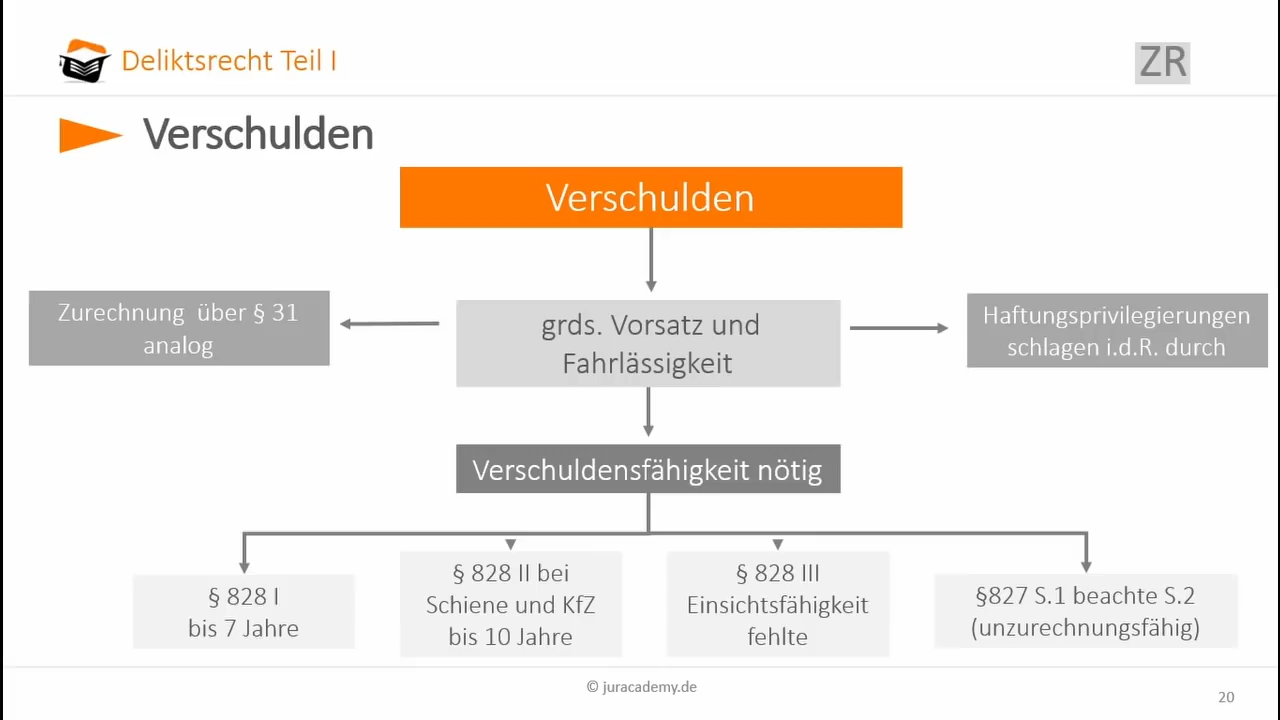 Deliktsrecht Teil I
ZR
Verschulden
Verschulden
Zurechnung über § 31
analog
grds. Vorsatz und
Fahrlässigkeit
Haftungsprivilegierungen
schlagen i.d.R. durch
Verschuldensfähigkeit nötig
§ 828 I
bis 7 Jahre
§ 828 II bei
Schiene und KfZ
bis 10 Jahre
§ 828 III
Einsichtsfähigkeit
fehlte
§827 S.1 beachte S.2
(unzurechnungsfähig)
© juracademy.de
20